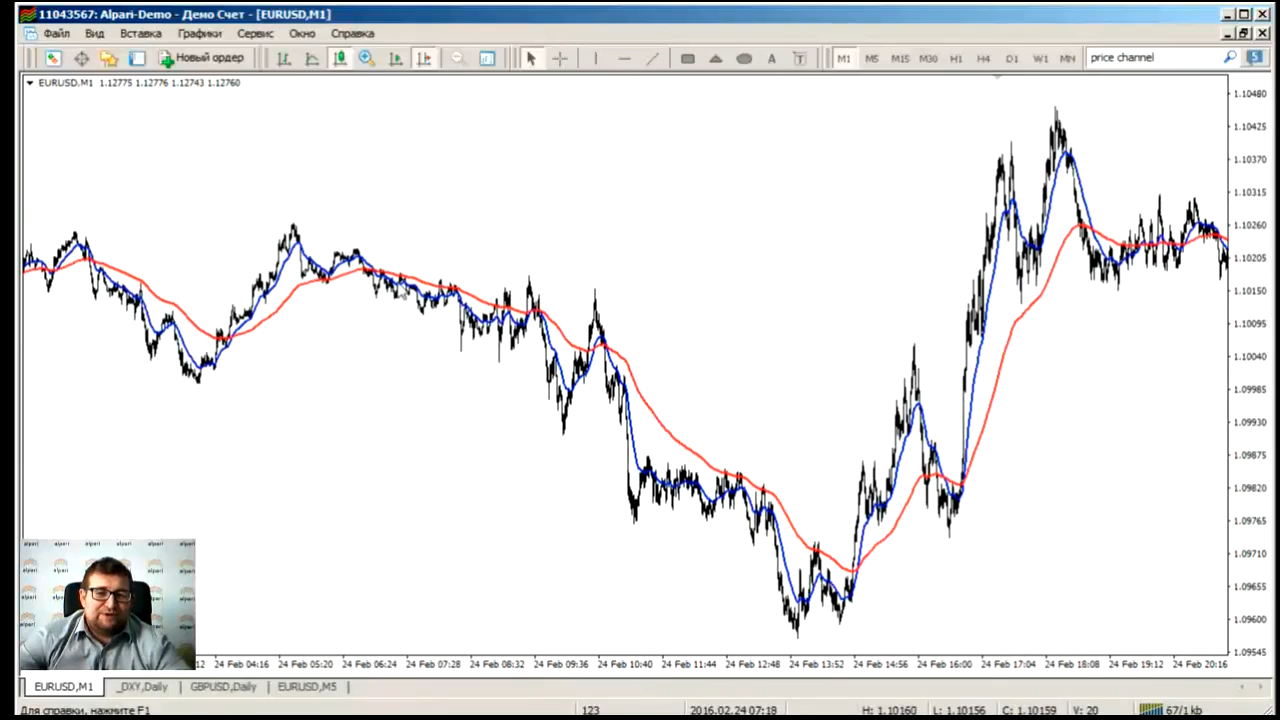 11043567: Alpari-Demo - Демо Счет - [EURUSD,M1]
Файл Вид Вставка Графики Сервис Окно Справка
Новый ордер A T M1 M5 M15 M30 H1 H4 D1 W1 MN price channel 5
EURUSD,M1 1.12775 1.12776 1.12743 1.12760
1.10480
1.10425
1.10370
1.10315
1.10260
1.10205
1.10150
1.10095
1.10040
1.09985
1.09930
1.09875
1.09820
1.09765
1.09710
1.09655
1.09600
1.09545
alpari alpari alpari alpari alpari
12 24 Feb 04:16 24 Feb 05:20 24 Feb 06:24 24 Feb 07:28 24 Feb 08:32 24 Feb 09:36 24 Feb 10:40 24 Feb 11:44 24 Feb 12:48 24 Feb 13:52 24 Feb 14:56 24 Feb 16:00 24 Feb 17:04 24 Feb 18:08 24 Feb 19:12 24 Feb 20:16
EURUSD,M1 _DXY,Daily GBPUSD,Daily EURUSD,M5
Для справки, нажмите F1 123 2016.02.24 07:18 H: 1.10160 L: 1.10156 C: 1.10159 V: 20 67/1 kb